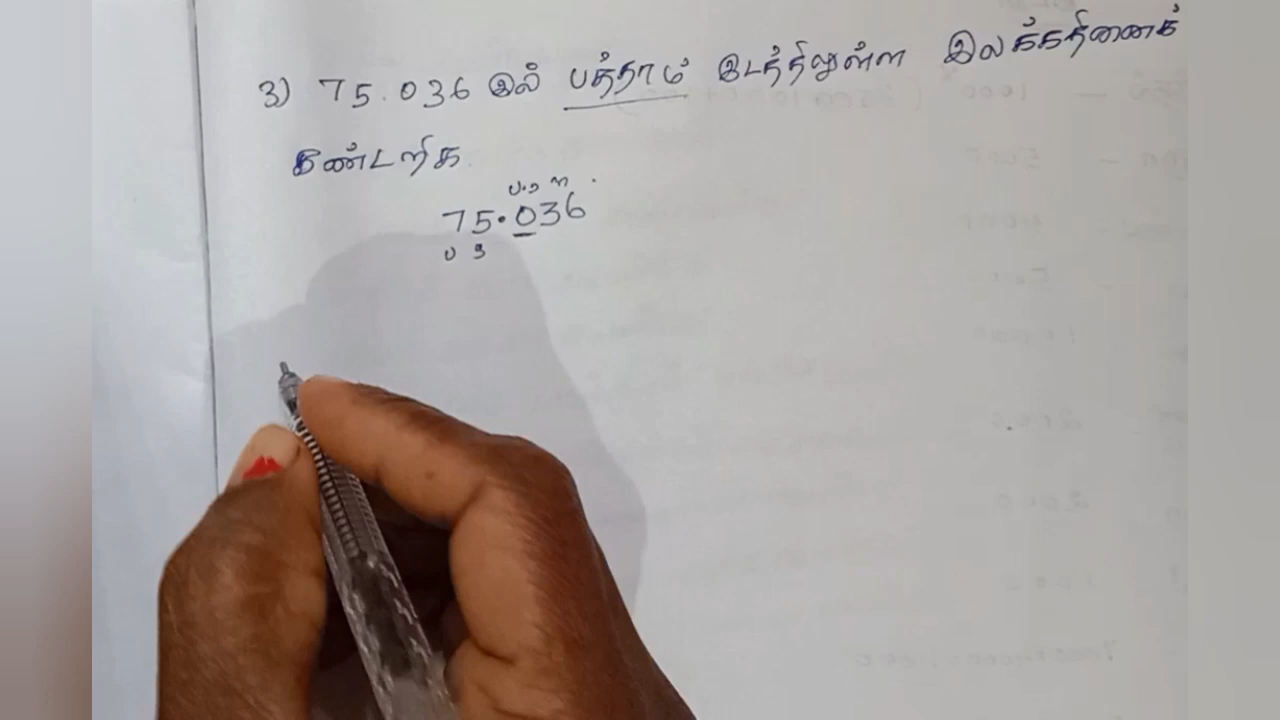 3) 75.036 இல் பத்தாம் இடத்திலுள்ள இலக்கத்தினைக்
கண்டறிக.
75.036